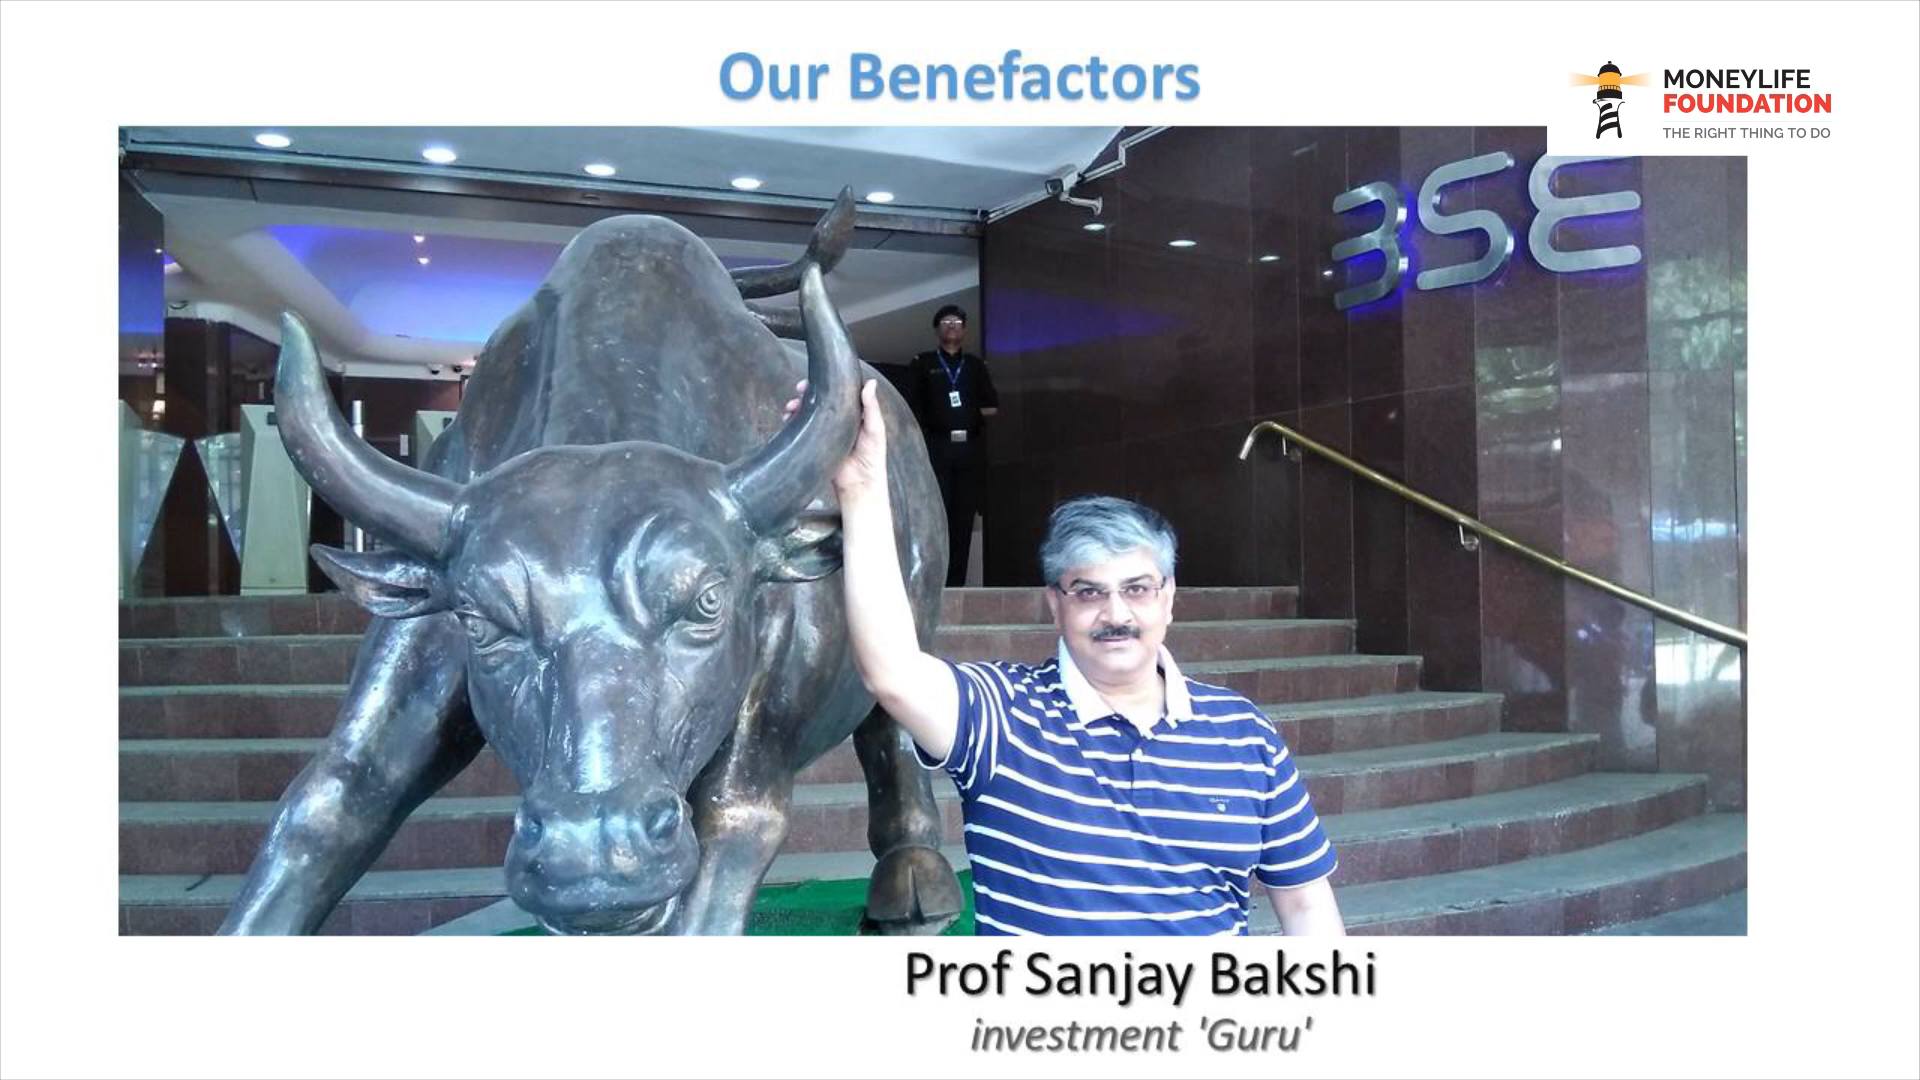 Our Benefactors
MONEYLIFE
FOUNDATION
THE RIGHT THING TO DO
BSE
Prof Sanjay Bakshi
investment 'Guru'